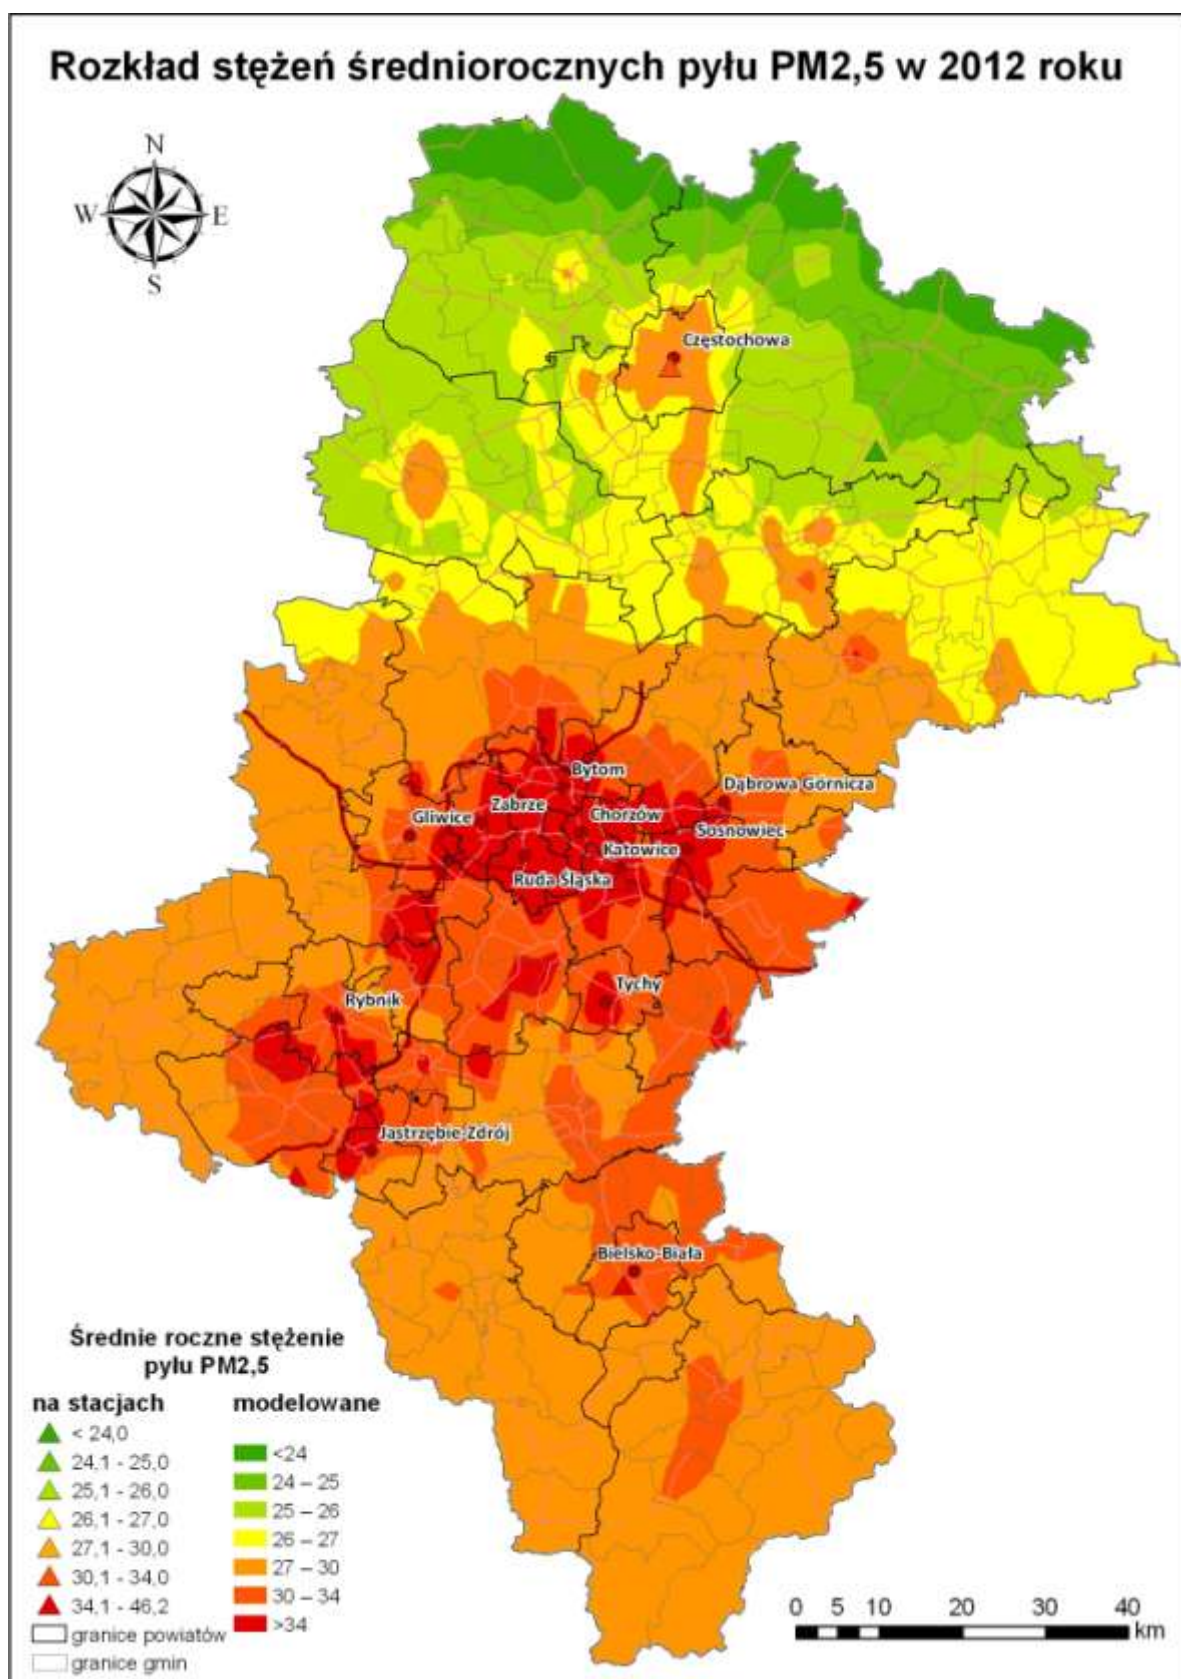 Rozkład stężeń średniorocznych pyłu PM2,5 w 2012 roku
N
W E
S
Częstochowa
Bytom
Dąbrowa Górnicza
Zabrze
Gliwice
Chorzów
Sosnowiec
Katowice
Ruda Śląska
Tychy
Rybnik
Jastrzębie-Zdrój
Bielsko-Biała
Średnie roczne stężenie
pyłu PM2,5
na stacjach
< 24,0
24,1 - 25,0
25,1 - 26,0
26,1 - 27,0
27,1 - 30,0
30,1 - 34,0
34,1 - 46,2
granice powiatów
granice gmin
modelowane
<24
24 – 25
25 – 26
26 – 27
27 – 30
30 – 34
>34
0 5 10 20 30 40
km